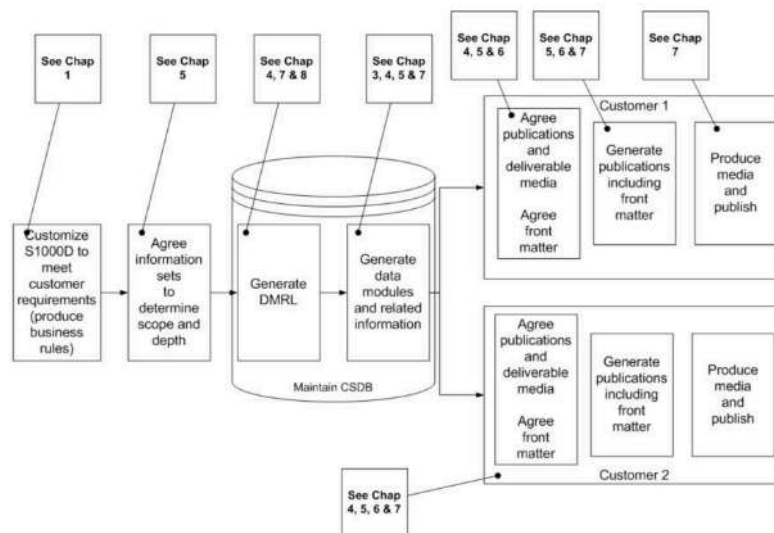 See Chap
1
See Chap
5
See Chap
4, 7 & 8
See Chap
3, 4, 5 & 7
See Chap
4, 5 & 6
See Chap
5, 6 & 7
See Chap
7
Customer 1
Agree
publications
and
deliverable
media
Agree
front
matter
Generate
publications
including
front
matter
Produce
media
and
publish
Customize
S1000D to
meet
customer
requirements
(produce
business
rules)
Agree
information
sets
to
determine
scope and
depth
Generate
DMRL
Generate
data
modules
and related
information
Maintain CSDB
Agree
publications
and
deliverable
media
Agree
front
matter
Generate
publications
including
front
matter
Produce
media
and
publish
Customer 2
See Chap
4, 5, 6 & 7